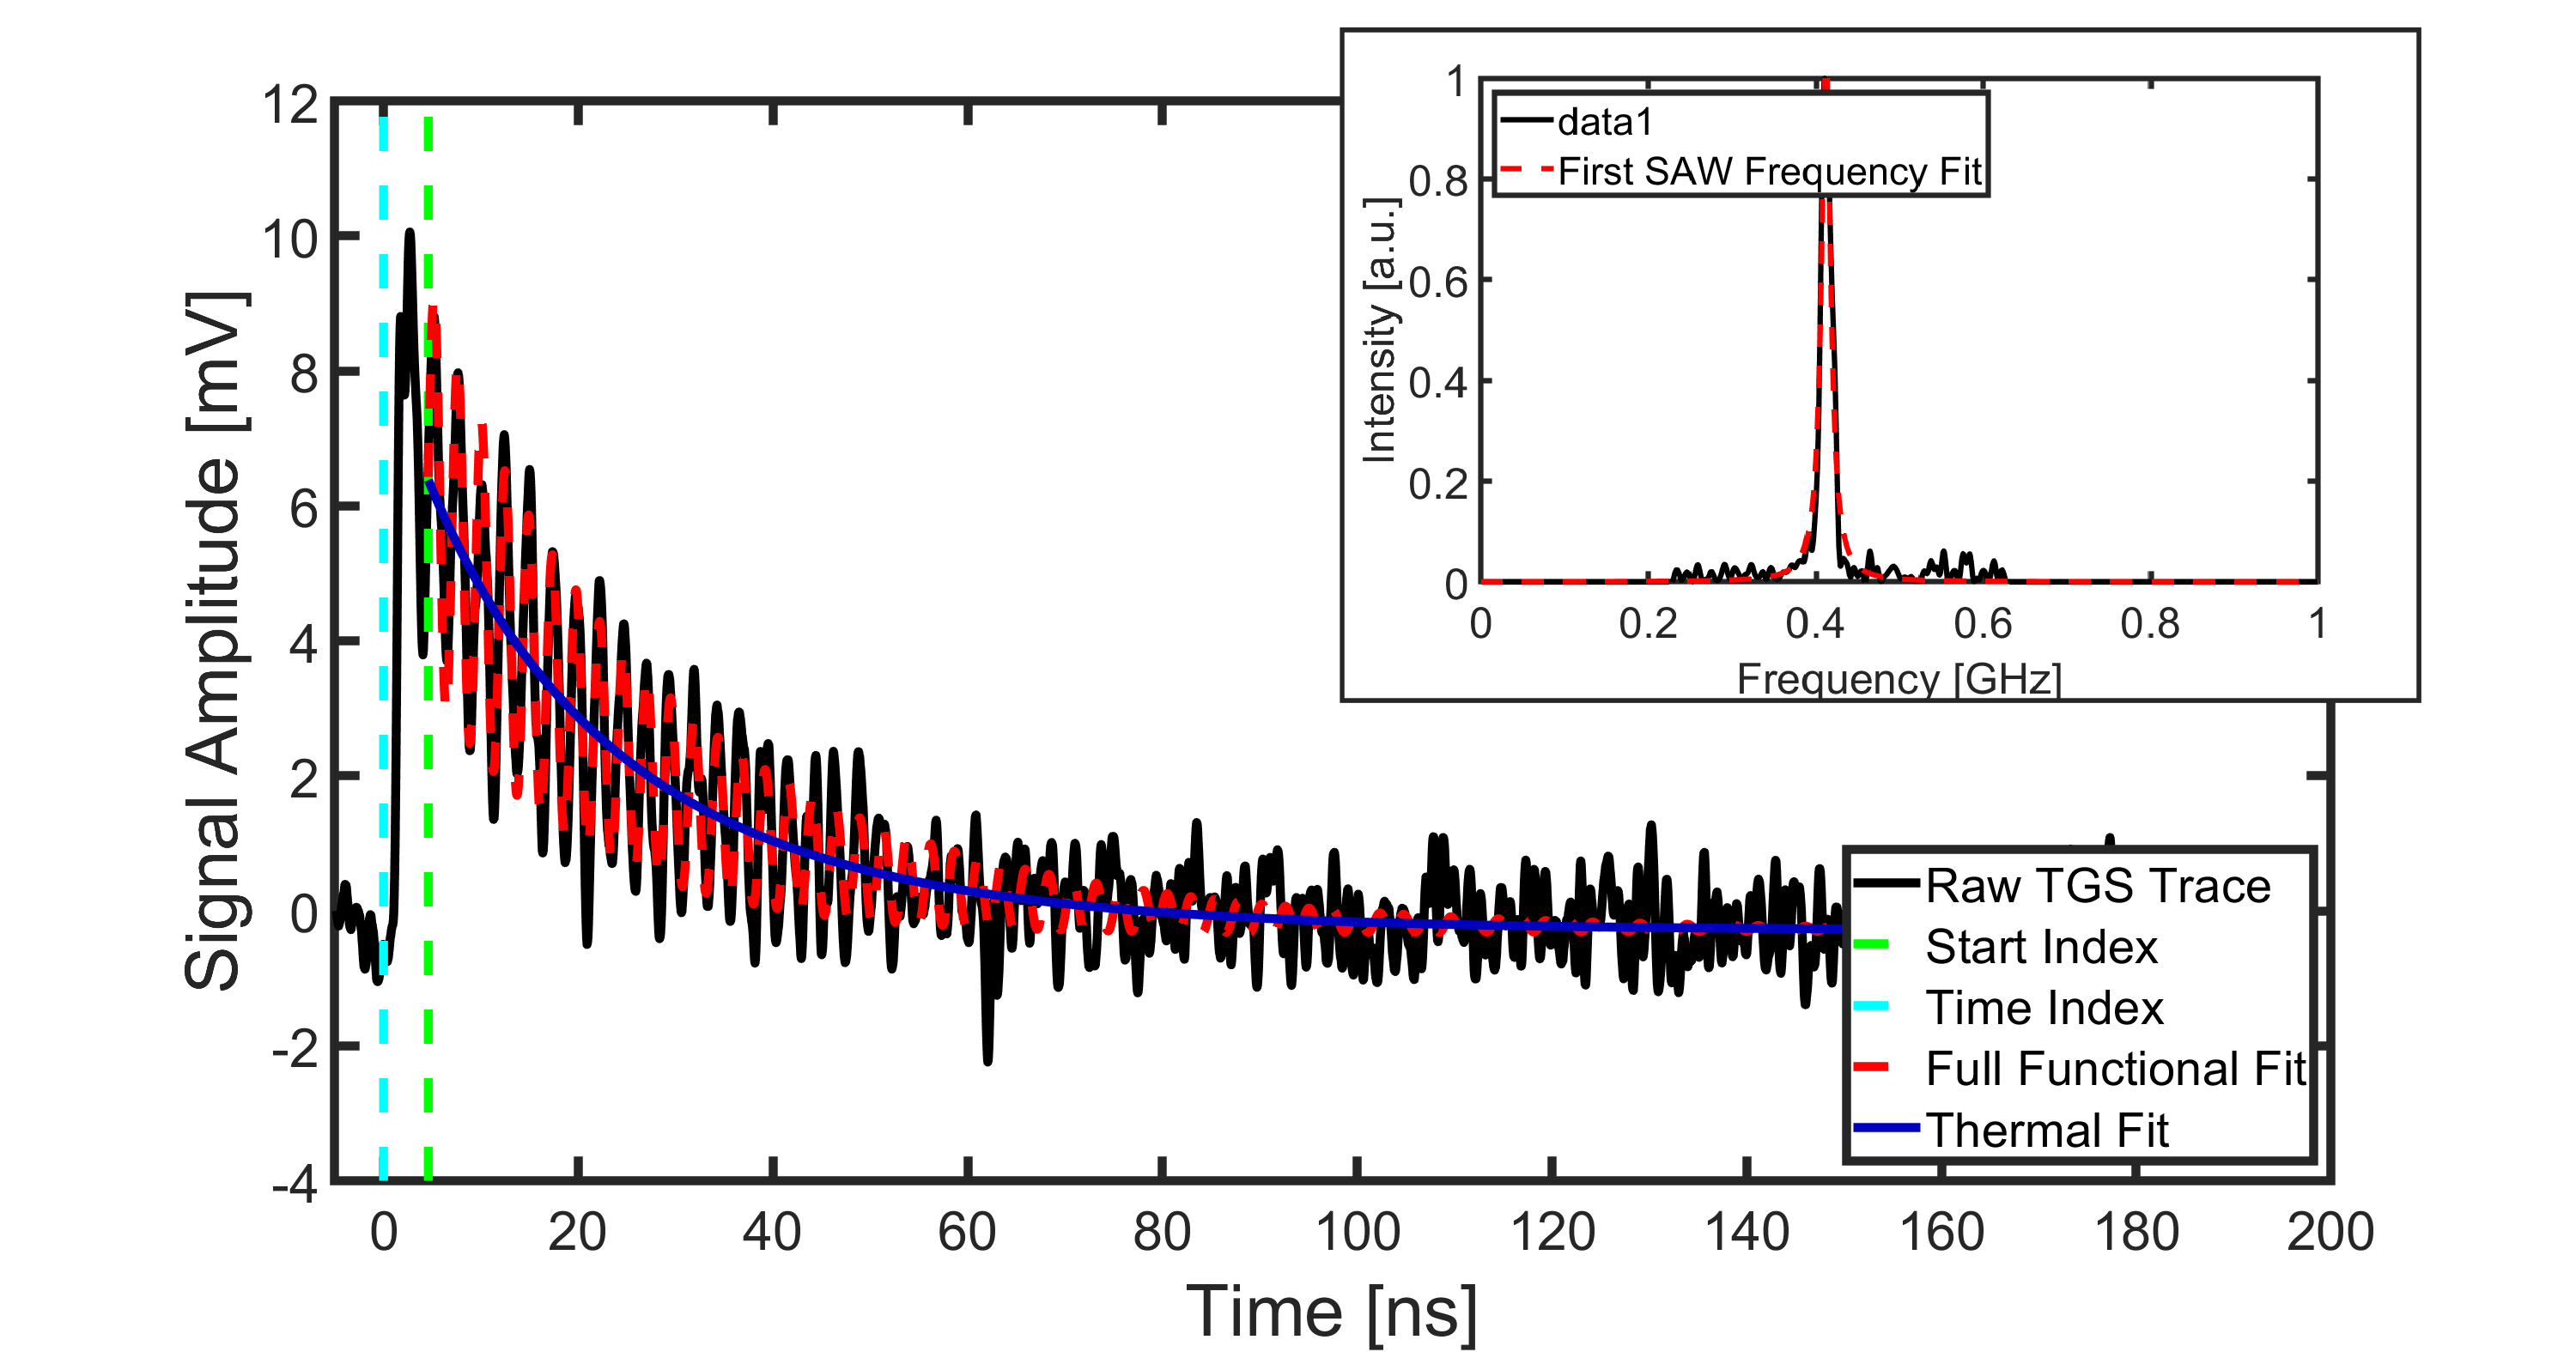 12
10
8
6
4
2
0
-2
-4
Signal Amplitude [mV]
0
20
40
60
80
100
120
140
160
180
200
Time [ns]
Raw TGS Trace
Start Index
Time Index
Full Functional Fit
Thermal Fit
1
0.8
0.6
0.4
0.2
0
Intensity [a.u.]
data1
First SAW Frequency Fit
0
0.2
0.4
0.6
0.8
1
Frequency [GHz]